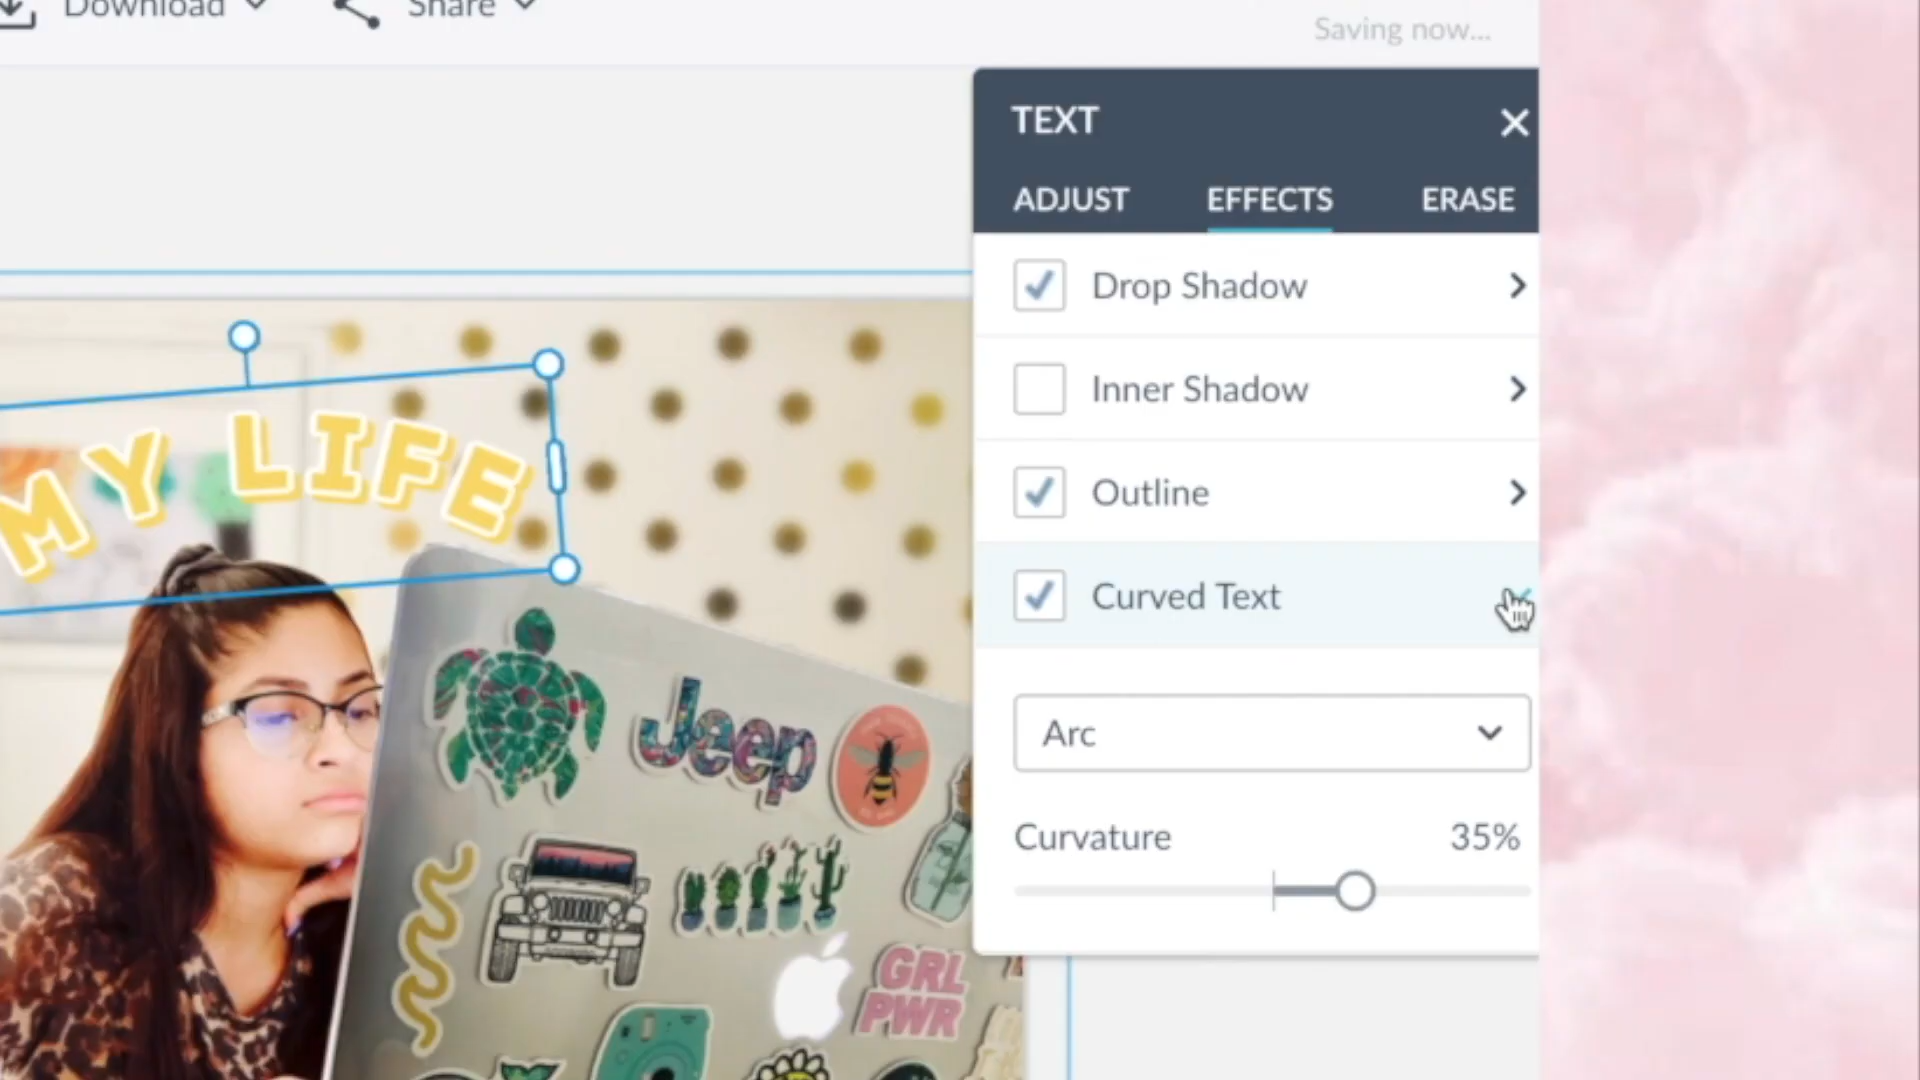 Download
Share
Saving now...
TEXT
ADJUST
EFFECTS
ERASE
Drop Shadow
Inner Shadow
Outline
Curved Text
Arc
Curvature
35%
MY LIFE
Jeep
GRL
PWR